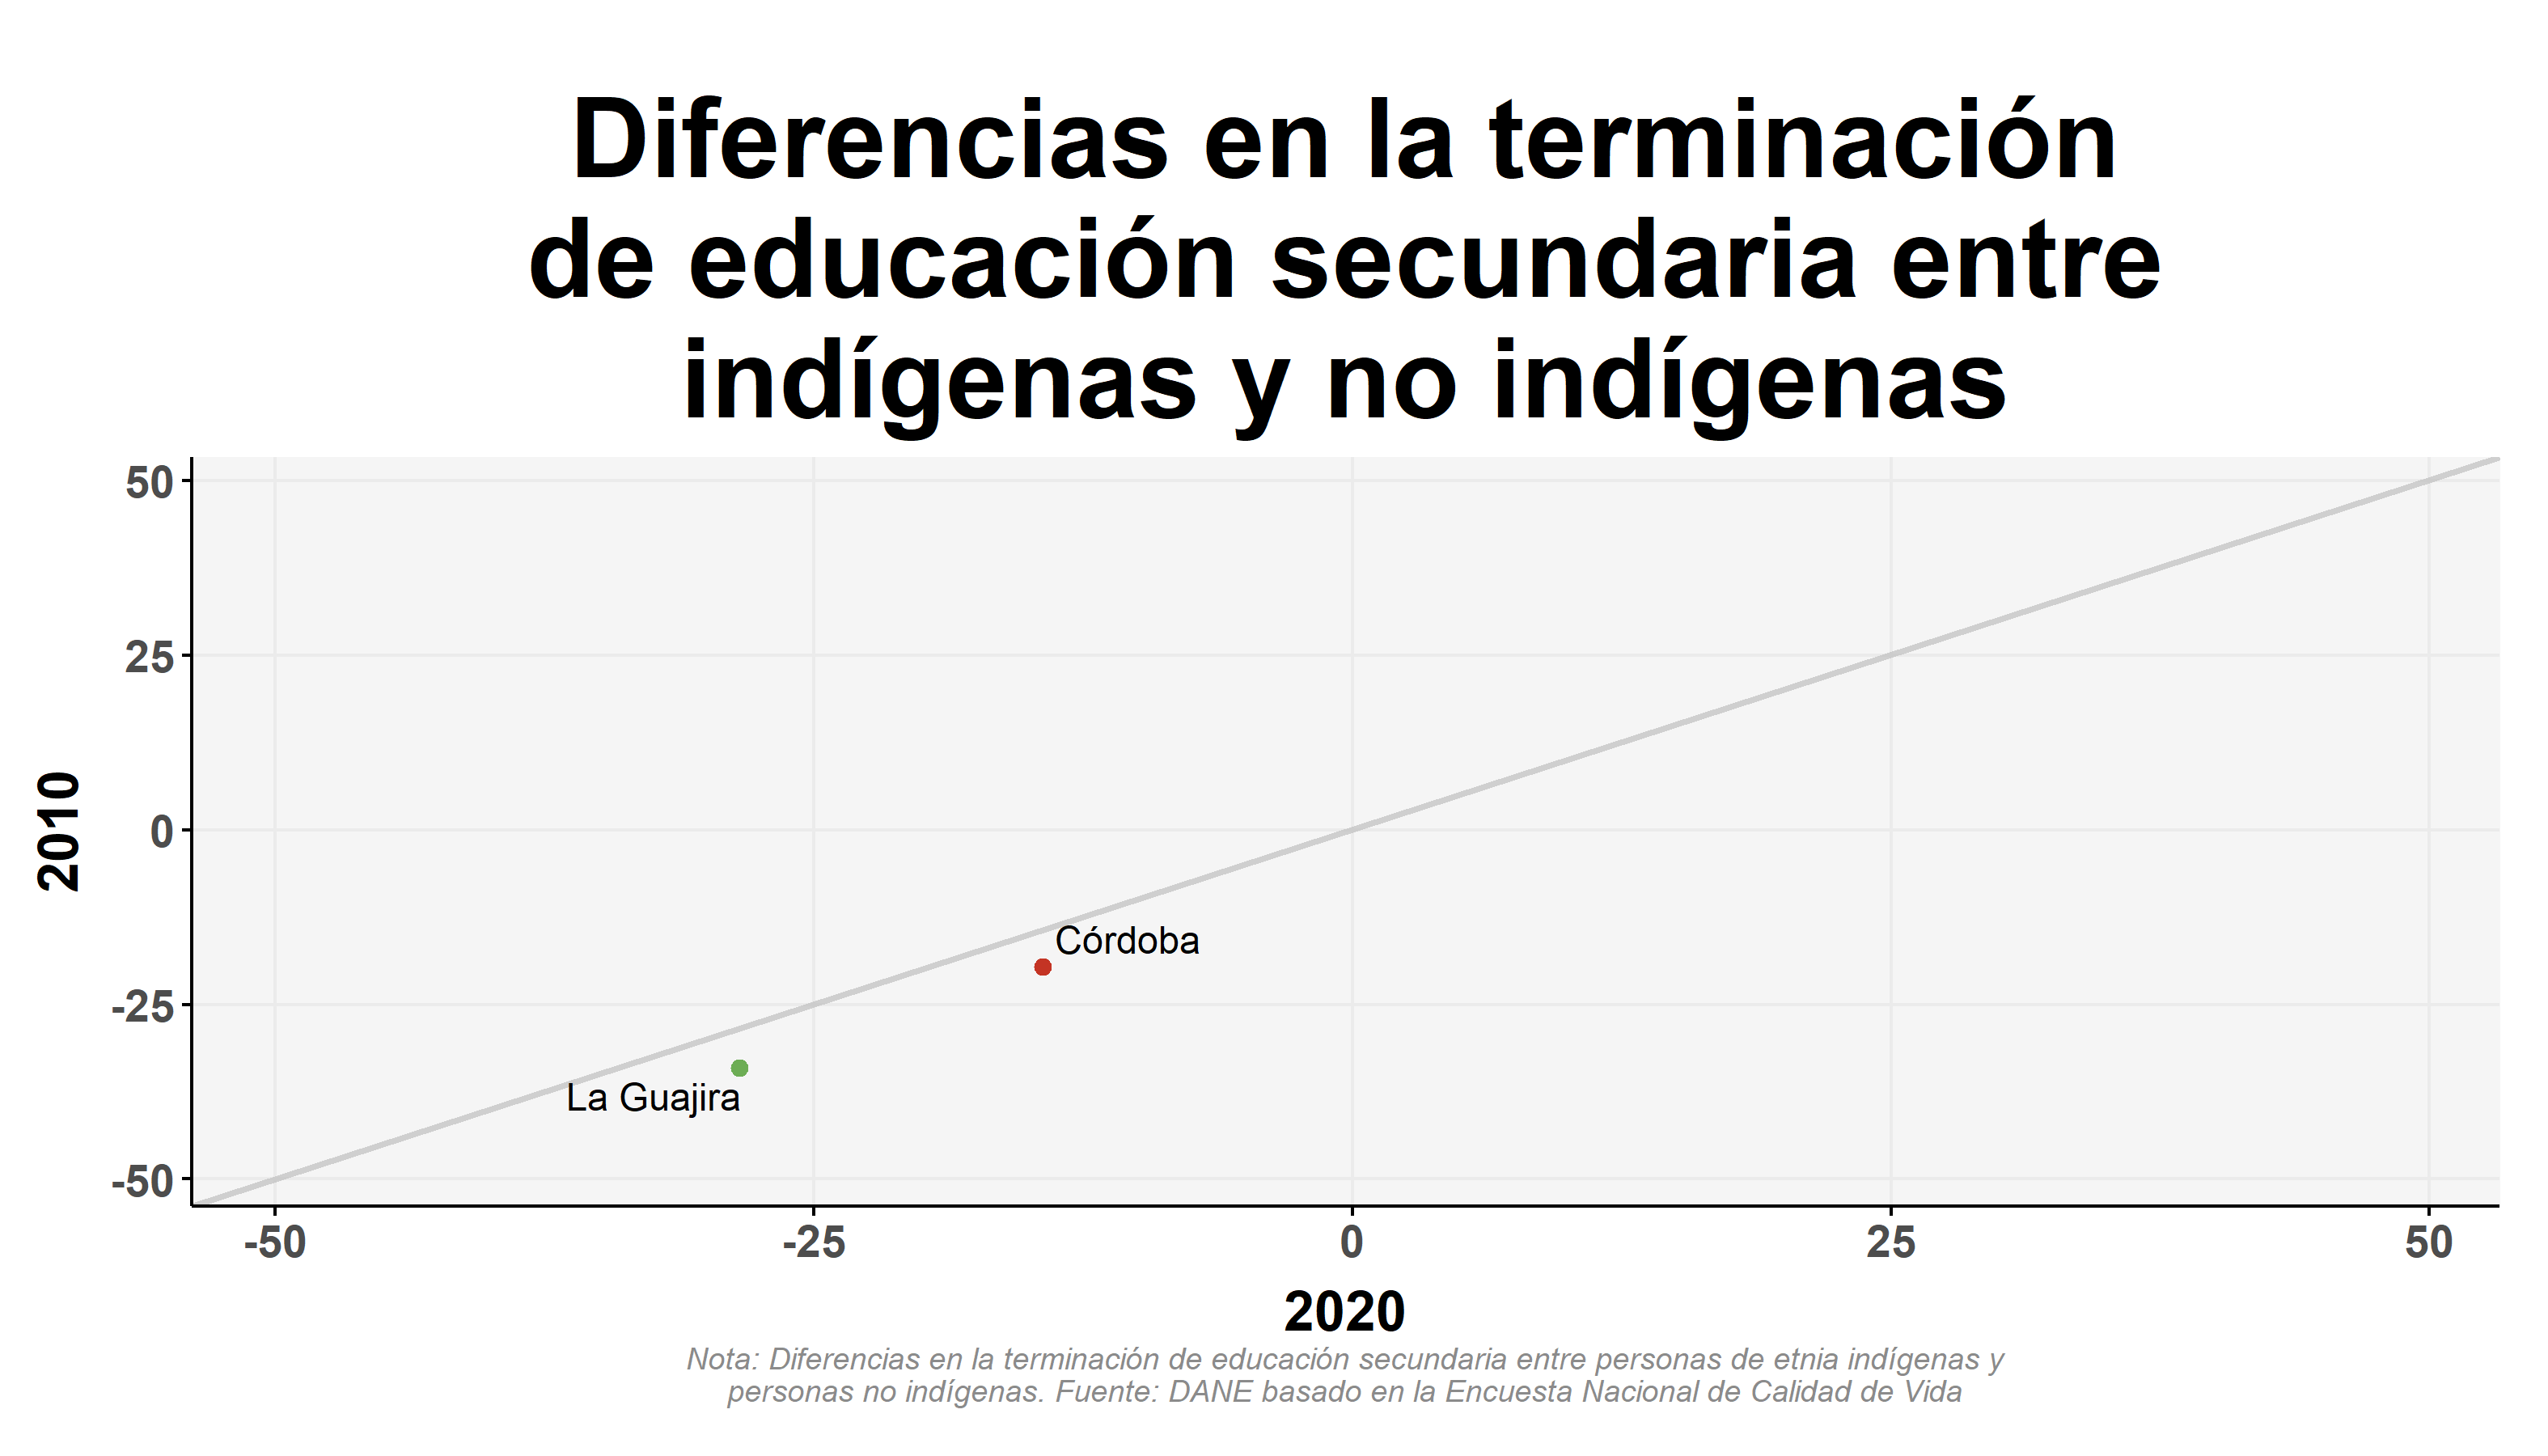 Diferencias en la terminación
de educación secundaria entre
indígenas y no indígenas
50
25
0
-25
-50
2010
Córdoba
La Guajira
-50
-25
0
25
50
2020
Nota: Diferencias en la terminación de educación secundaria entre personas de etnia indígenas y
personas no indígenas. Fuente: DANE basado en la Encuesta Nacional de Calidad de Vida